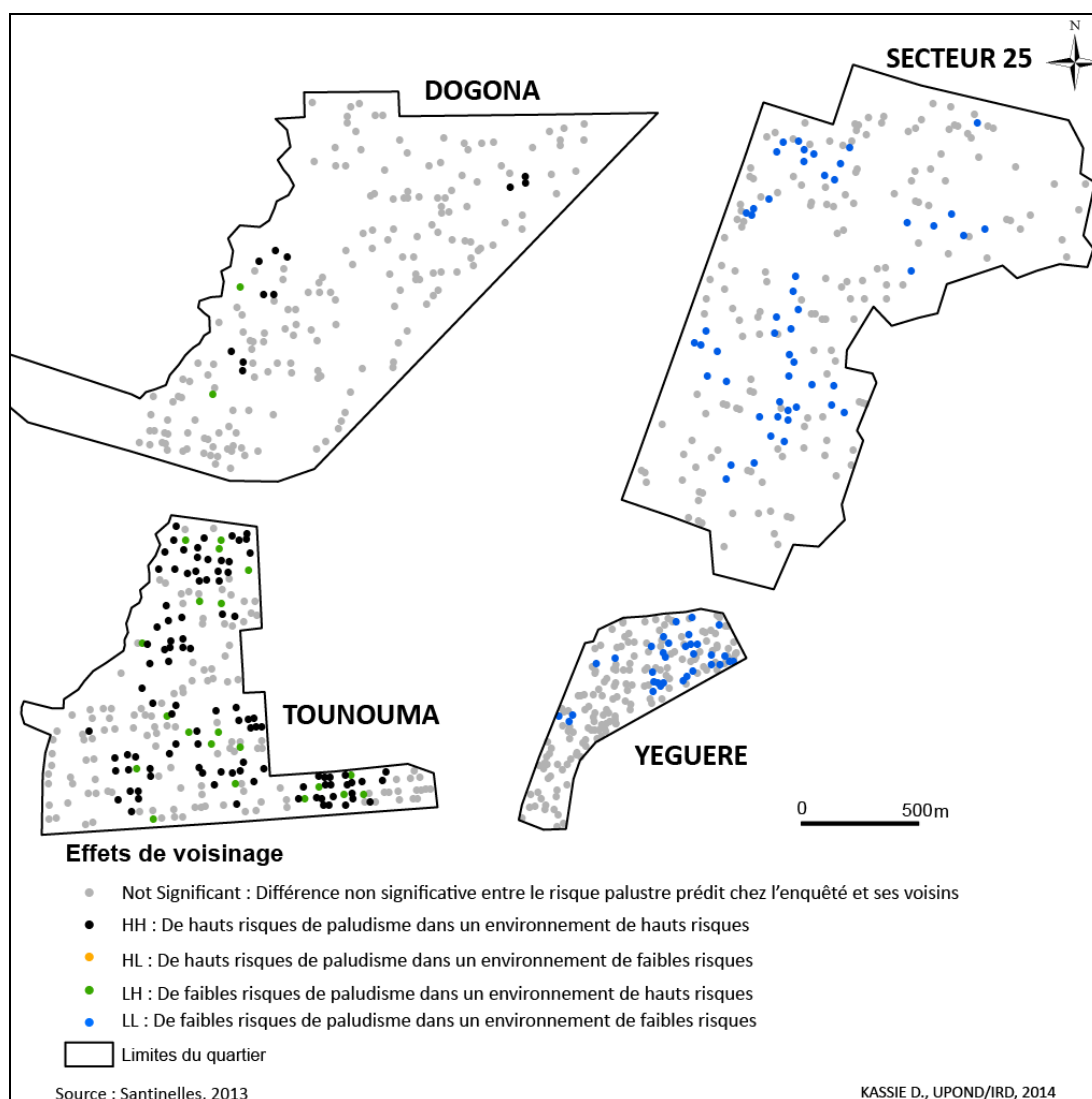 N
SECTEUR 25
DOGONA
TOUNOUMA
YEGUERE
0 500m
Effets de voisinage
Not Significant : Différence non significative entre le risque palustre prédit chez l'enquêté et ses voisins
HH : De hauts risques de paludisme dans un environnement de hauts risques
HL : De hauts risques de paludisme dans un environnement de faibles risques
LH : De faibles risques de paludisme dans un environnement de hauts risques
LL : De faibles risques de paludisme dans un environnement de faibles risques
Limites du quartier
Source : Santinelles, 2013
KASSIE D., UPOND/IRD, 2014